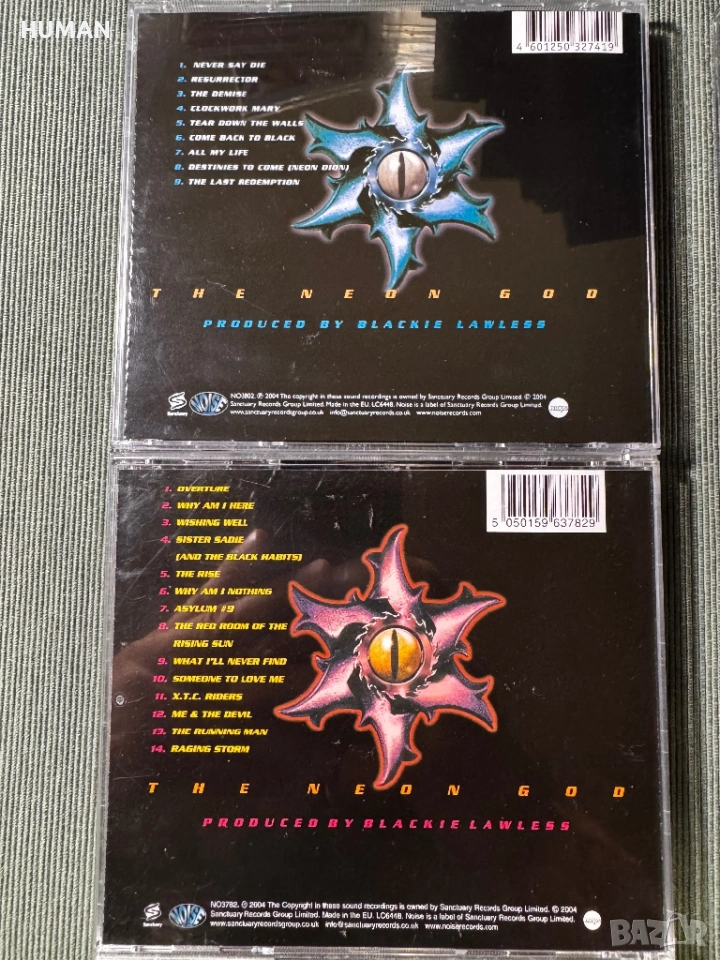 HUMAN
4 601250 327419
1. NEVER SAY DIE
2. RESURRECTOR
3. THE DEMISE
4. CLOCKWORK MARY
5. TEAR DOWN THE WALLS
6. COME BACK TO BLACK
7. ALL MY LIFE
8. DESTINIES TO COME (NEON DION)
9. THE LAST REDEMPTION
THE NEON GOD
PRODUCED BY BLACKIE LAWLESS
Sanctuary
NOISE
NO3802. ℗ 2004 The copyright in these sound recordings is owned by Sanctuary Records Group Limited. © 2004
Sanctuary Records Group Limited. Made in the EU. LC6448. Noise is a label of Sanctuary Records Group Limited.
www.sanctuaryrecordsgroup.co.uk info@sanctuaryrecords.co.uk www.noiserecords.com
5 050159 637829
1. OVERTURE
2. WHY AM I HERE
3. WISHING WELL
4. SISTER SADIE
(AND THE BLACK HABITS)
5. THE RISE
6. WHY AM I NOTHING
7. ASYLUM #9
8. THE RED ROOM OF THE
RISING SUN
9. WHAT I'LL NEVER FIND
10. SOMEONE TO LOVE ME
11. X.T.C. RIDERS
12. ME & THE DEVIL
13. THE RUNNING MAN
14. RAGING STORM
THE NEON GOD
PRODUCED BY BLACKIE LAWLESS
Sanctuary
NOISE
NO3782. ℗ 2004 The Copyright in these sound recordings is owned by Sanctuary Records Group Limited. © 2004
Sanctuary Records Group Limited. Made in the EU. LC6448. Noise is a label of Sanctuary Records Group Limited.
www.sanctuaryrecordsgroup.co.uk info@sanctuaryrecords.co.uk www.noiserecords.com
BAZAR